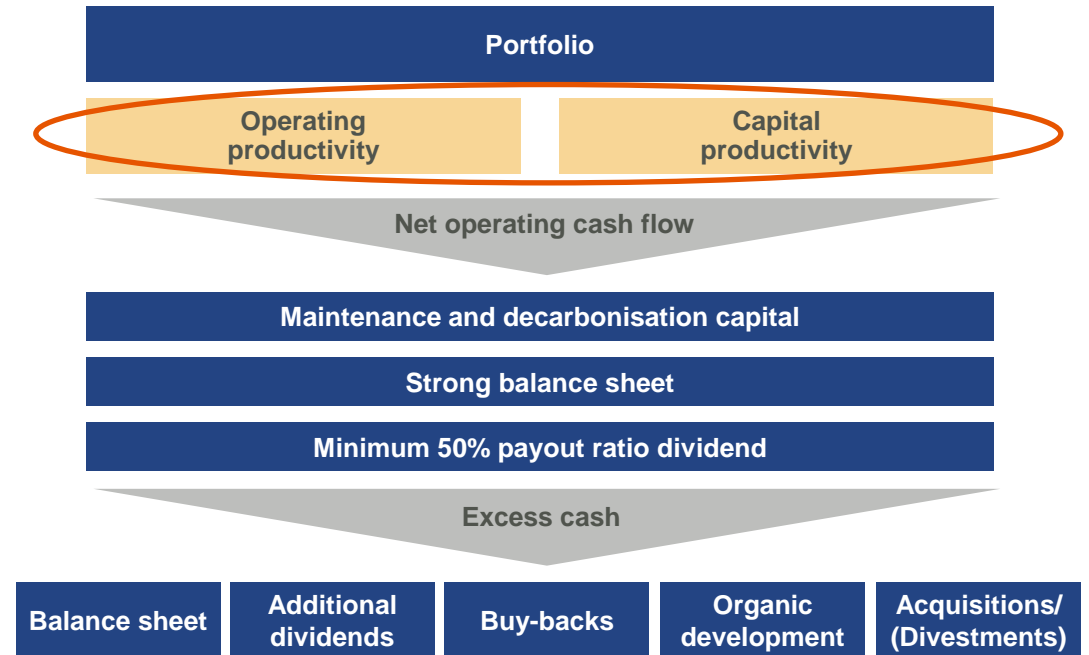 Portfolio
Operating
productivity
Capital
productivity
Net operating cash flow
Maintenance and decarbonisation capital
Strong balance sheet
Minimum 50% payout ratio dividend
Excess cash
Balance sheet
Additional
dividends
Buy-backs
Organic
development
Acquisitions/
(Divestments)